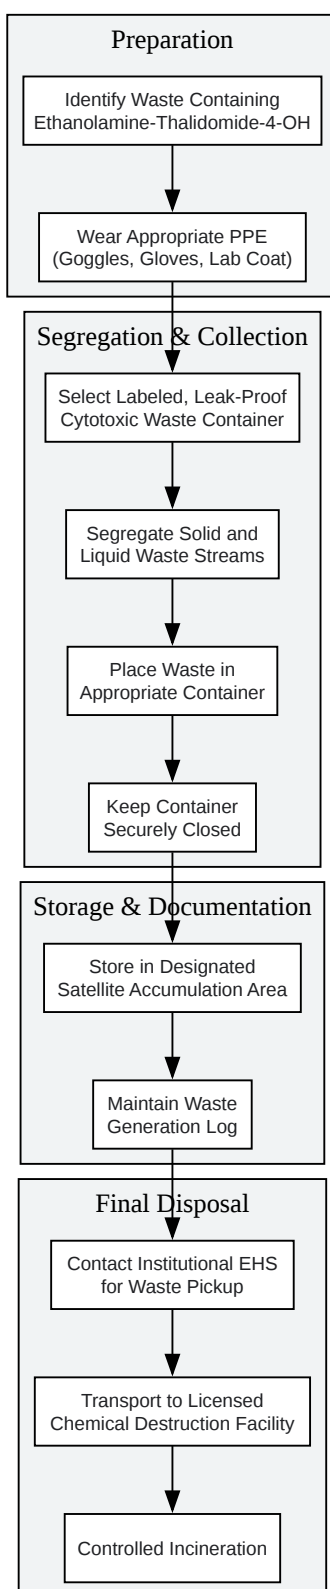 Preparation
Identify Waste Containing
Ethanolamine-Thalidomide-4-OH
Wear Appropriate PPE
(Goggles, Gloves, Lab Coat)
Segregation & Collection
Select Labeled, Leak-Proof
Cytotoxic Waste Container
Segregate Solid and
Liquid Waste Streams
Place Waste in
Appropriate Container
Keep Container
Securely Closed
Storage & Documentation
Store in Designated
Satellite Accumulation Area
Maintain Waste
Generation Log
Final Disposal
Contact Institutional EHS
for Waste Pickup
Transport to Licensed
Chemical Destruction Facility
Controlled Incineration